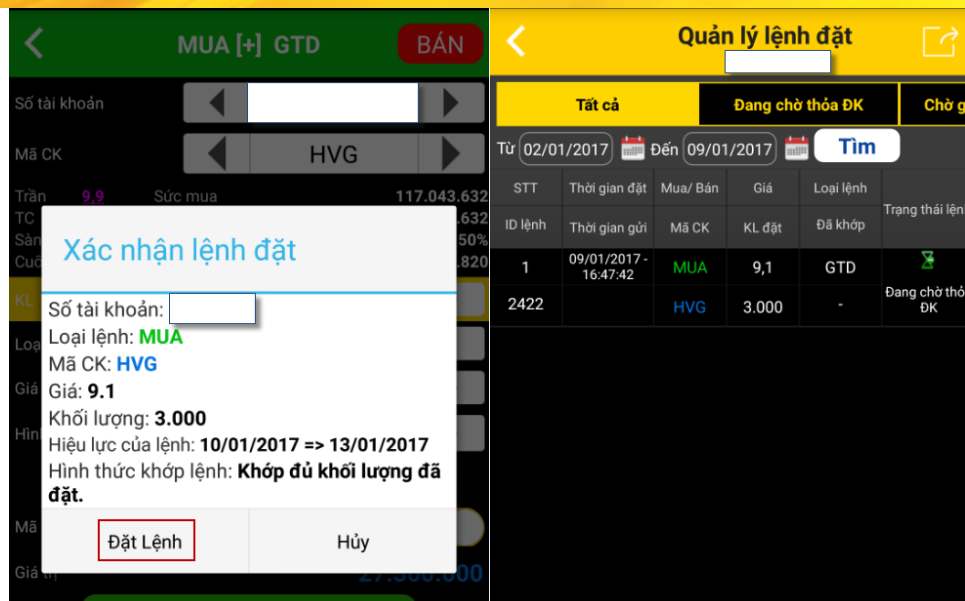 MUA [+] GTD
BÁN
Số tài khoản
Mã CK
HVG
Trần 9,9 Sức mua 117.043.632
TC .632
Sàn 50%
.820
KL
Giá
Xác nhận lệnh đặt
Số tài khoản:
Loại lệnh: MUA
Mã CK: HVG
Giá: 9.1
Khối lượng: 3.000
Hiệu lực của lệnh: 10/01/2017 => 13/01/2017
Hình thức khớp lệnh: Khớp đủ khối lượng đã
đặt.
Đặt Lệnh
Hủy
Mã
Giá
Quản lý lệnh đặt
Tất cả
Đang chờ thỏa ĐK
Chờ g
Từ 02/01/2017 Đến 09/01/2017 Tìm
STT Thời gian đặt Mua/ Bán Giá Loại lệnh
Trạng thái lện
ID lệnh Thời gian gửi Mã CK KL đặt Đã khớp
1 09/01/2017 -
16:47:42
MUA 9,1 GTD
2422 HVG 3.000 -
Đang chờ thỏ
ĐK